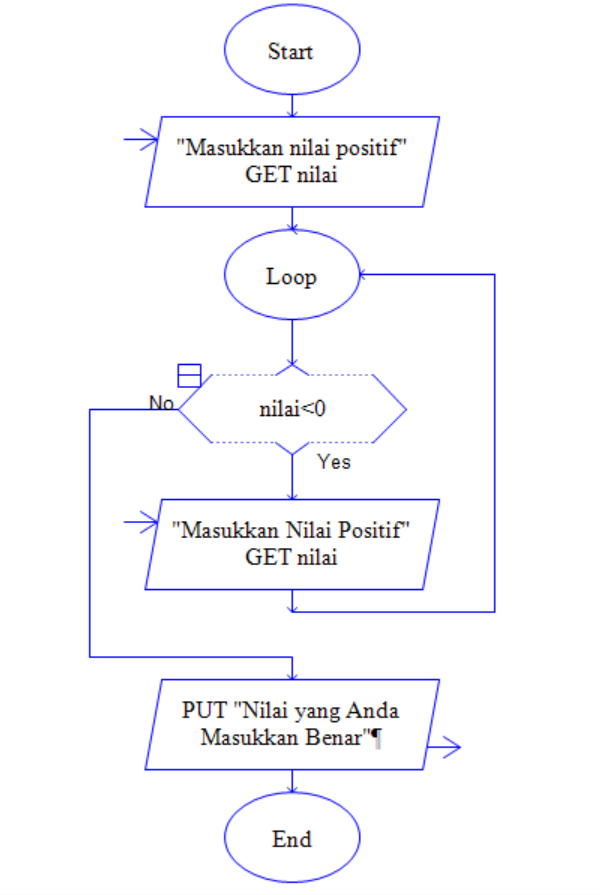 Start
"Masukkan nilai positif"
GET nilai
Loop
No
nilai<0
Yes
"Masukkan Nilai Positif"
GET nilai
PUT "Nilai yang Anda
Masukkan Benar"¶
End